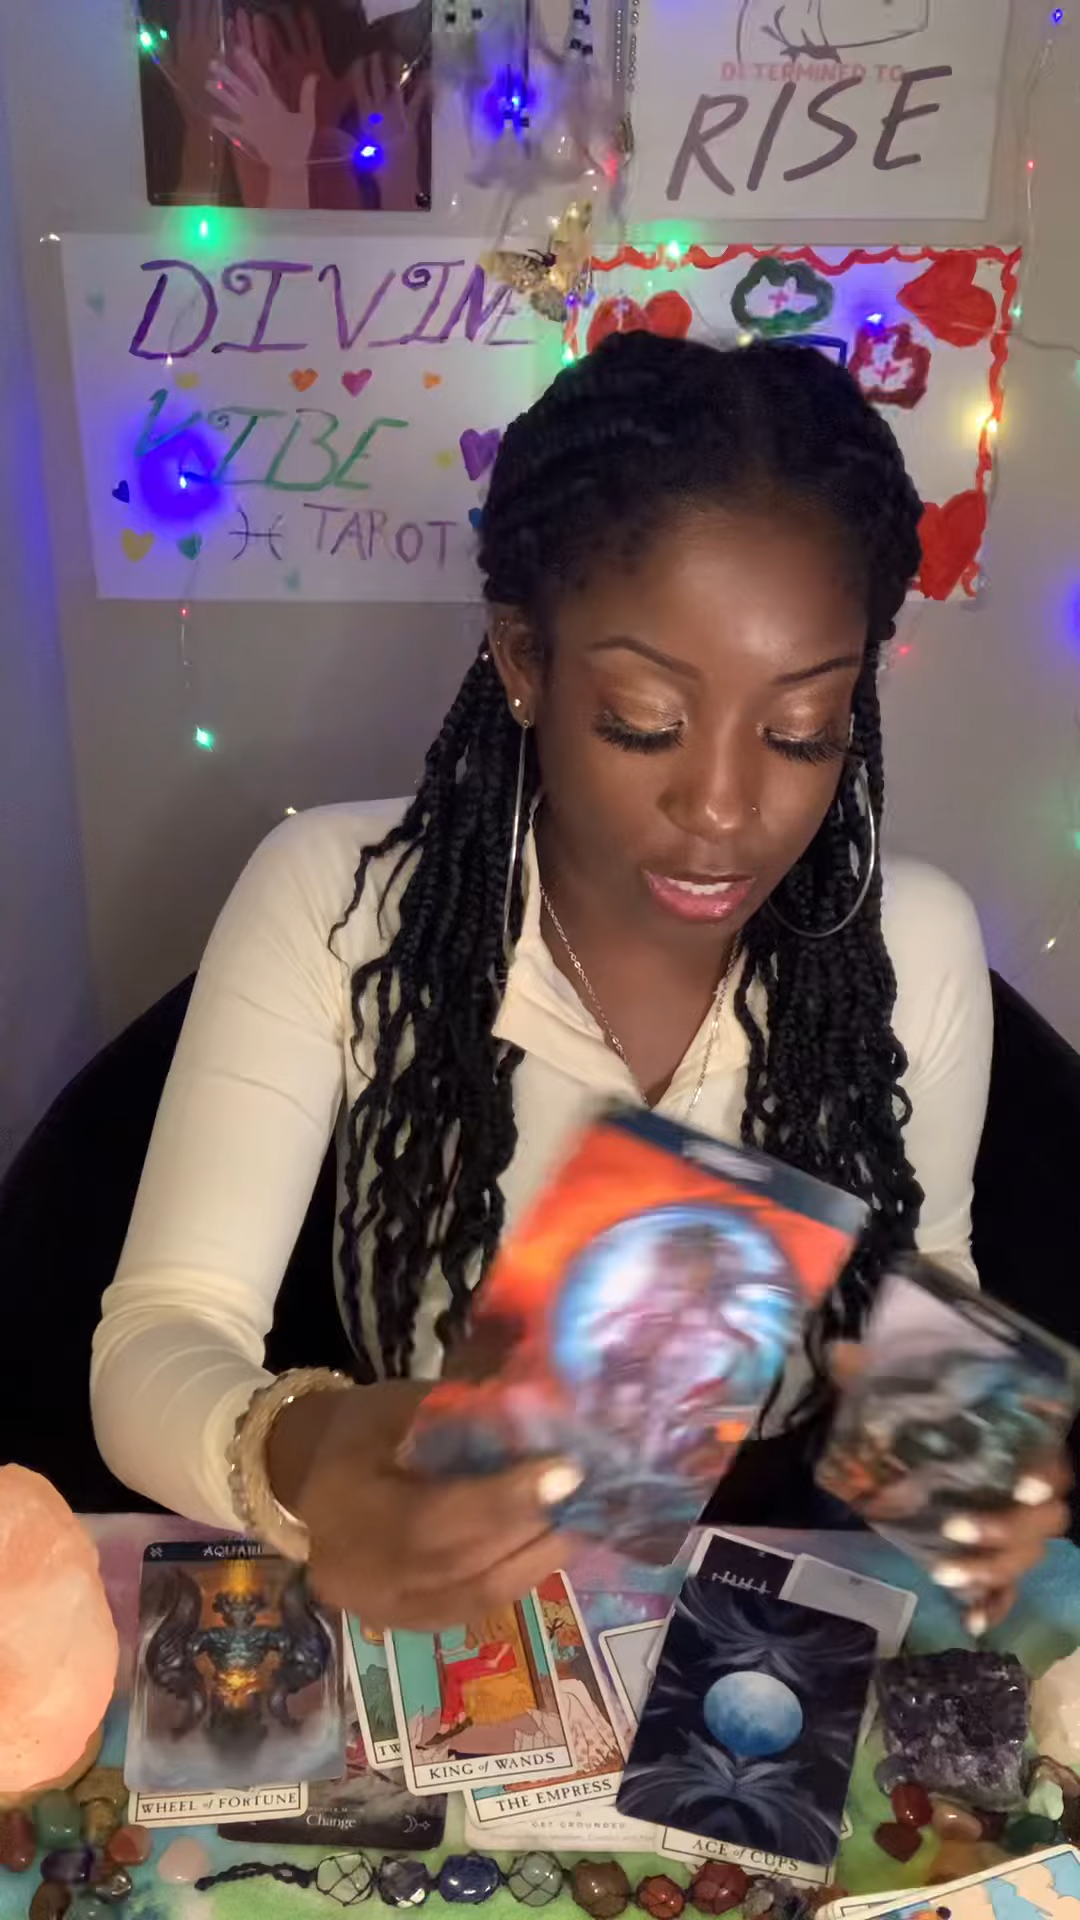 DETERMINED TO
RISE
DIVINE
VIBE
♓ TAROT
AQUARIUS
WHEEL of FORTUNE
Change
TW
KING of WANDS
THE EMPRESS
GET GROUNDED
ACE of CUPS